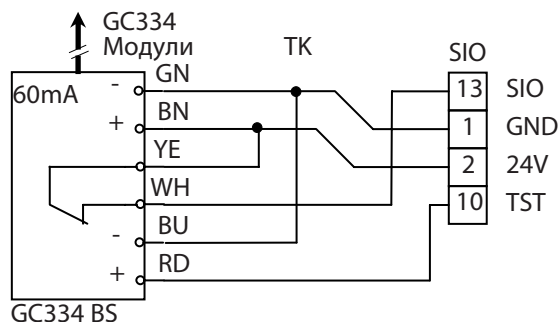 GC334
Модули
TK
SIO
60mA
-
GN
13
SIO
+
BN
1
GND
YE
2
24V
WH
10
TST
-
BU
+
RD
GC334 BS